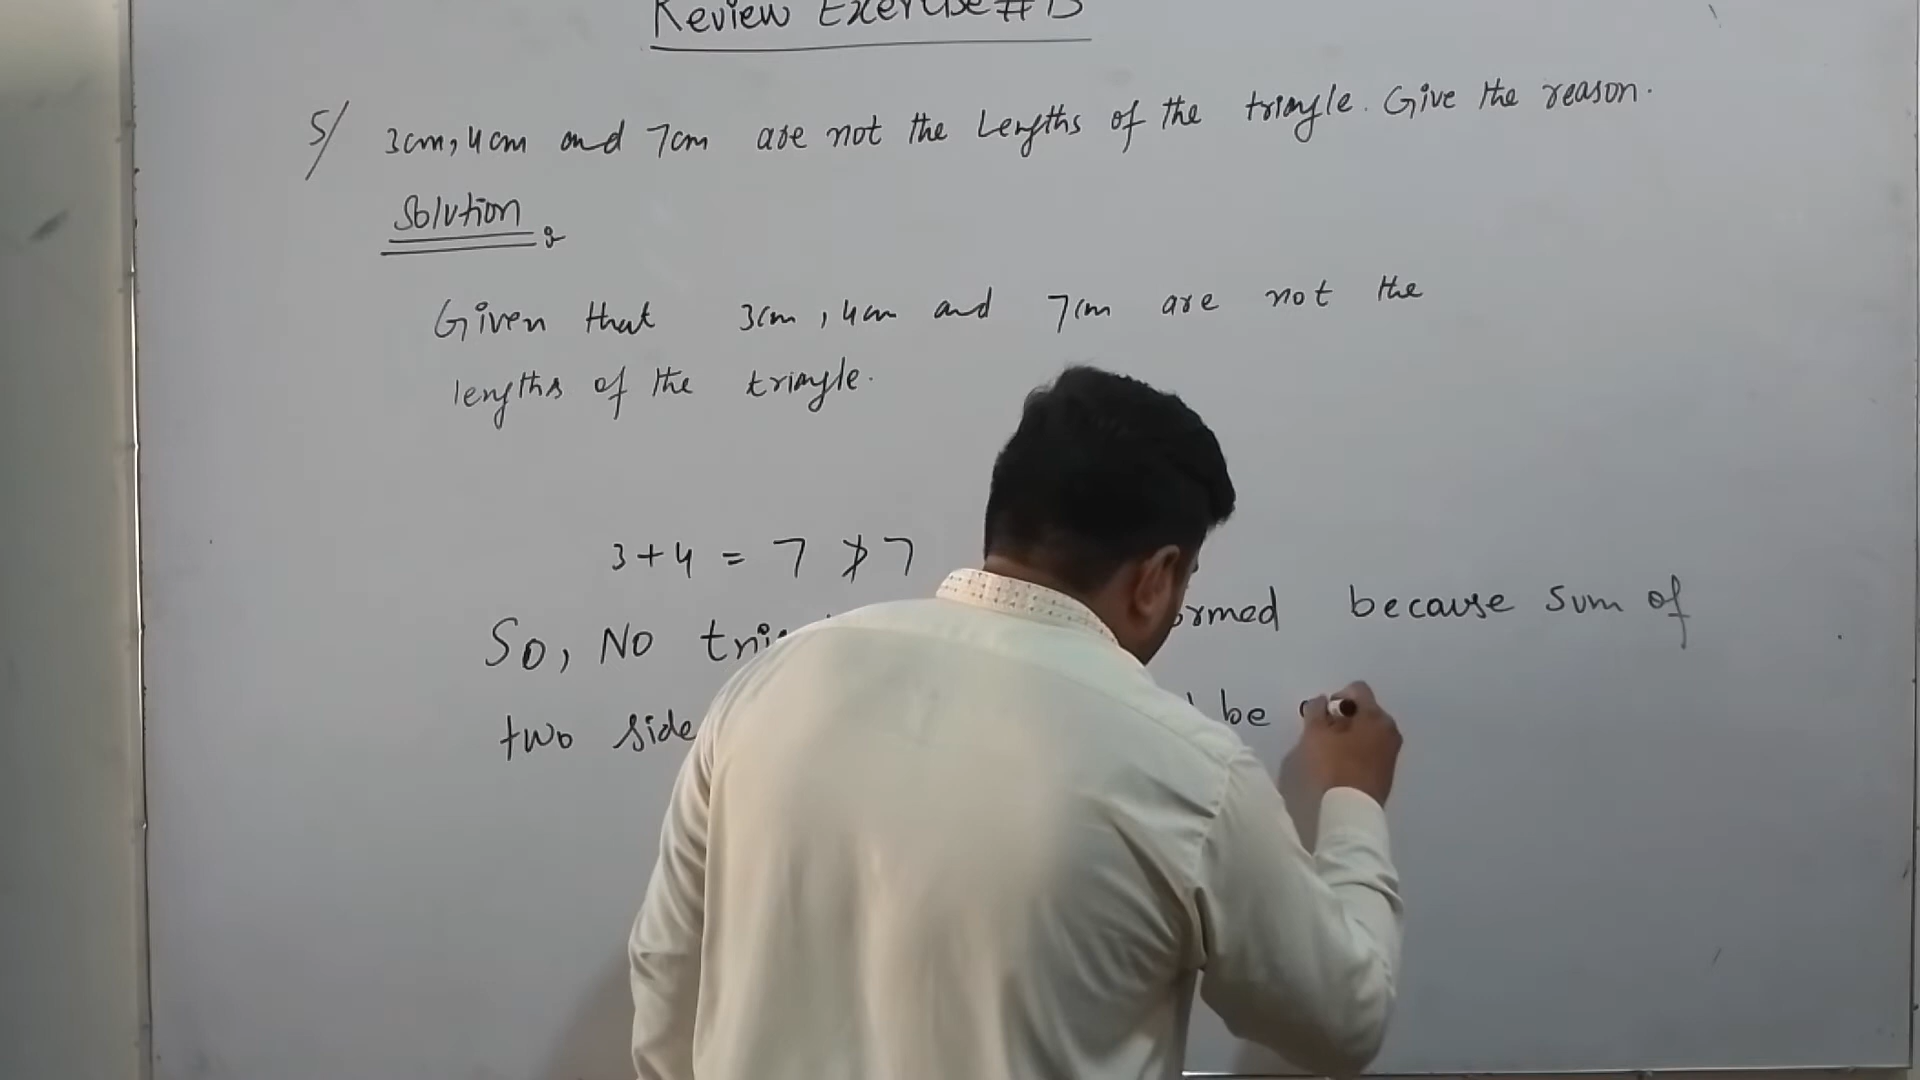 Review Exercise # 13
5/ 3cm, 4cm and 7cm are not the Lengths of the triangle. Give the reason.
Solution:
Given that 3cm, 4cm and 7cm are not the
lengths of the triangle.
3+4 = 7 ≯ 7
So, NO because sum of
two side be